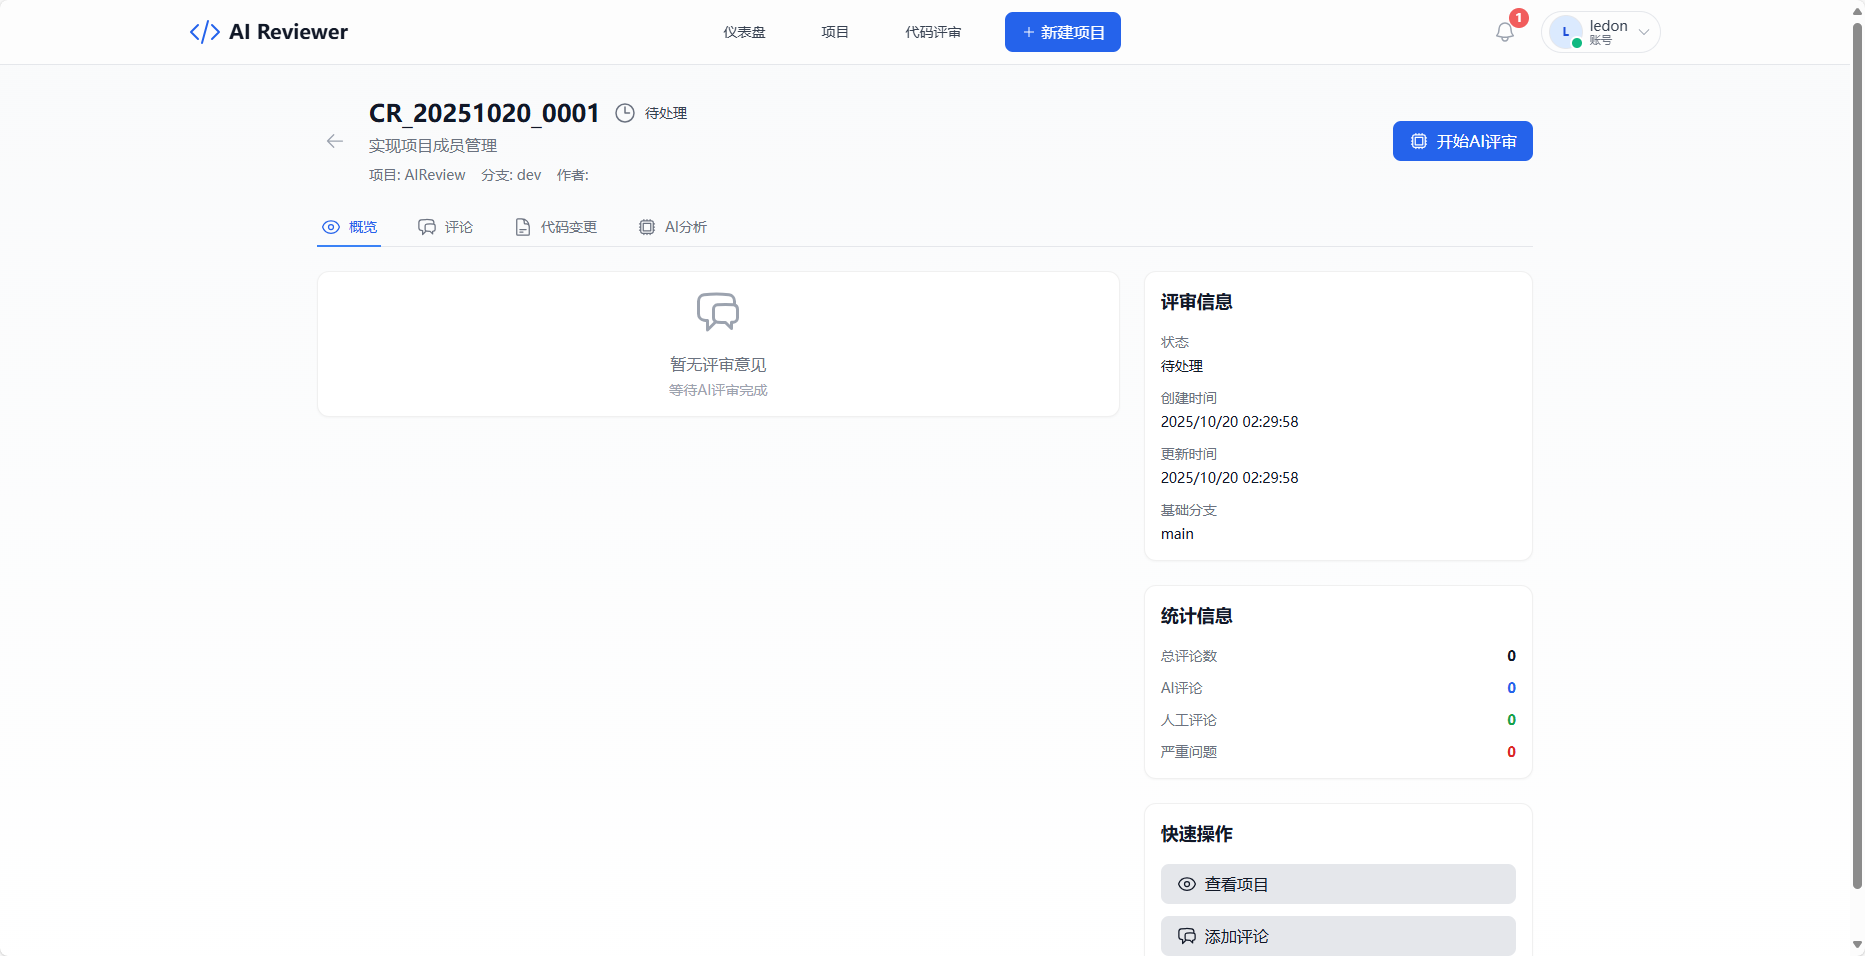 AI Reviewer
仪表盘
项目
代码评审
新建项目
1
L
ledon
账号
CR_20251020_0001
待处理
实现项目成员管理
项目: AIReview 分支: dev 作者:
开始AI评审
概览
评论
代码变更
AI分析
暂无评审意见
等待AI评审完成
评审信息
状态
待处理
创建时间
2025/10/20 02:29:58
更新时间
2025/10/20 02:29:58
基础分支
main
统计信息
总评论数 0
AI评论 0
人工评论 0
严重问题 0
快速操作
查看项目
添加评论